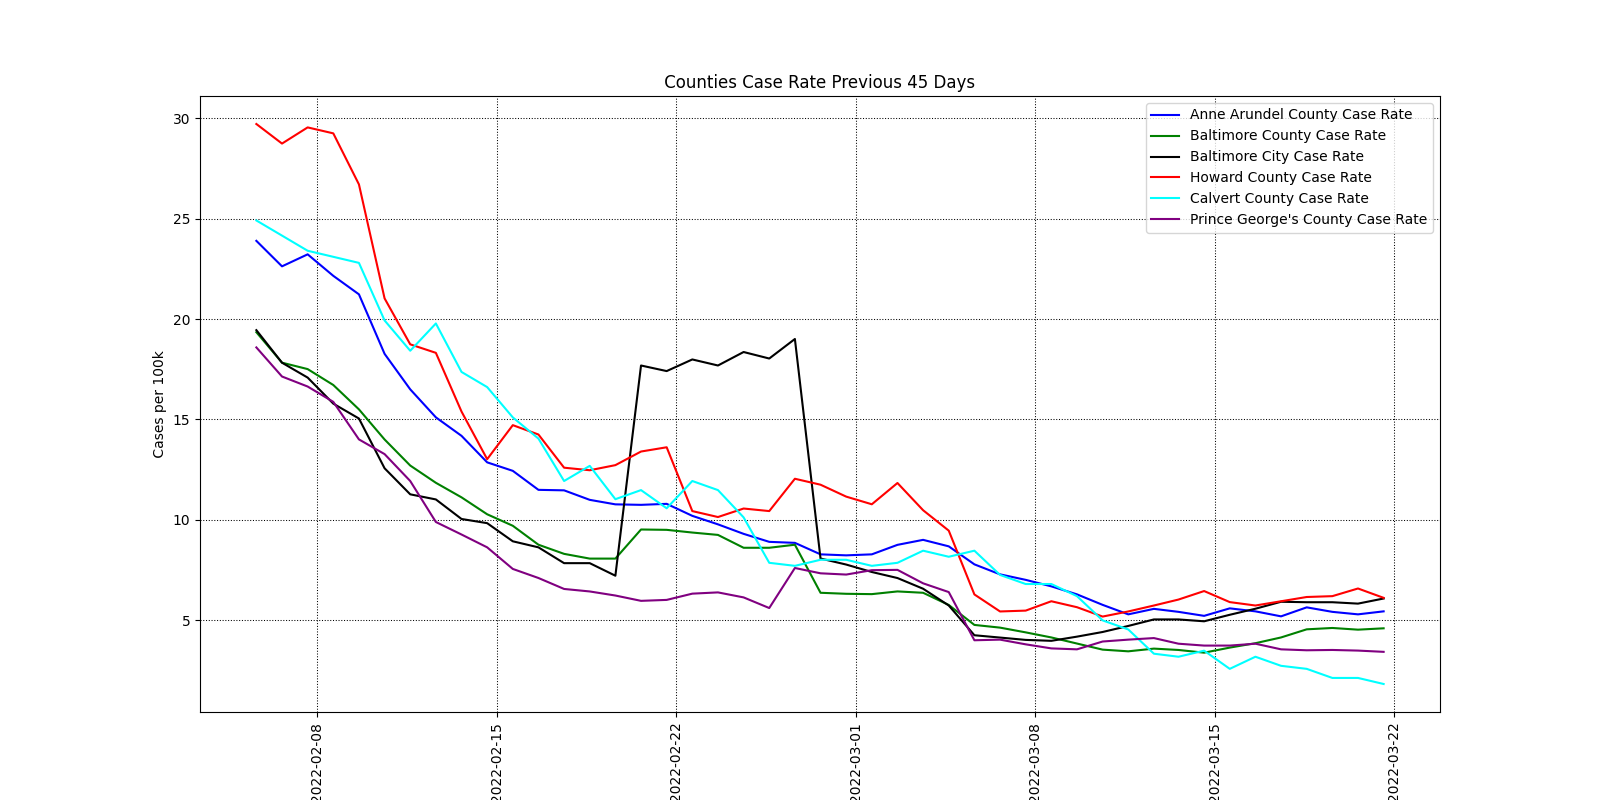 Counties Case Rate Previous 45 Days
Cases per 100k
30
25
20
15
10
5
Anne Arundel County Case Rate
Baltimore County Case Rate
Baltimore City Case Rate
Howard County Case Rate
Calvert County Case Rate
Prince George's County Case Rate
2022-02-08
2022-02-15
2022-02-22
2022-03-01
2022-03-08
2022-03-15
2022-03-22